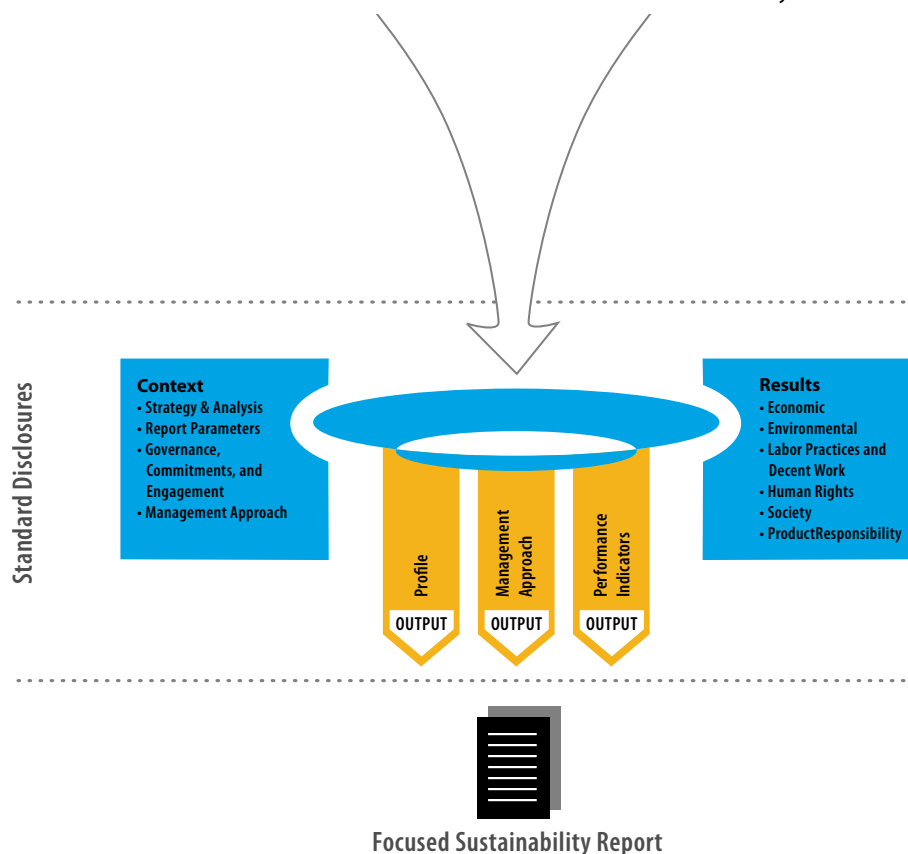 Standard Disclosures
Context
• Strategy & Analysis
• Report Parameters
• Governance,
Commitments, and
Engagement
• Management Approach
Results
• Economic
• Environmental
• Labor Practices and
Decent Work
• Human Rights
• Society
• ProductResponsibility
Profile
Management
Approach
Performance
Indicators
OUTPUT
OUTPUT
OUTPUT
Focused Sustainability Report